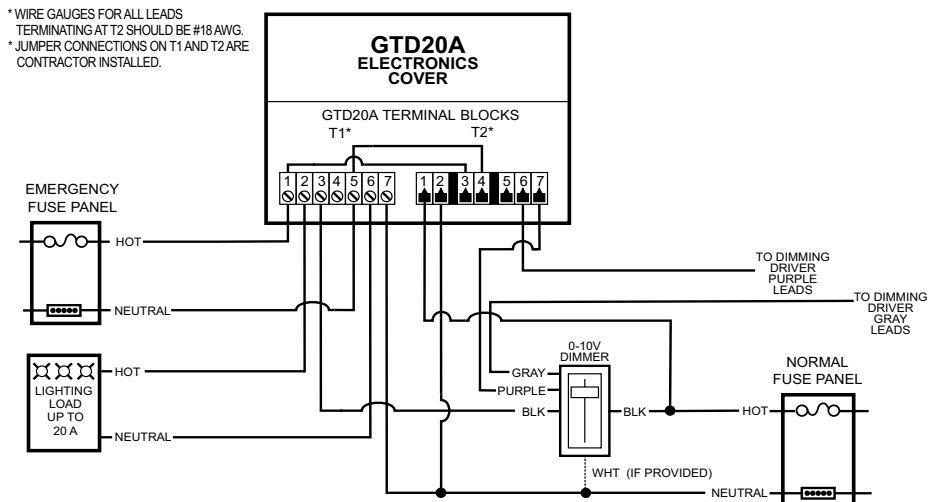 * WIRE GAUGES FOR ALL LEADS
TERMINATING AT T2 SHOULD BE #18 AWG.
* JUMPER CONNECTIONS ON T1 AND T2 ARE
CONTRACTOR INSTALLED.
GTD20A
ELECTRONICS
COVER
GTD20A TERMINAL BLOCKS
T1* T2*
1 2 3 4 5 6 7 1 2 3 4 5 6 7
EMERGENCY
FUSE PANEL
HOT
NEUTRAL
TO DIMMING
DRIVER
PURPLE
LEADS
TO DIMMING
DRIVER
GRAY
LEADS
HOT
LIGHTING
LOAD
UP TO
20 A
NEUTRAL
0-10V
DIMMER
GRAY
PURPLE
BLK
BLK
WHT (IF PROVIDED)
NORMAL
FUSE PANEL
HOT
NEUTRAL